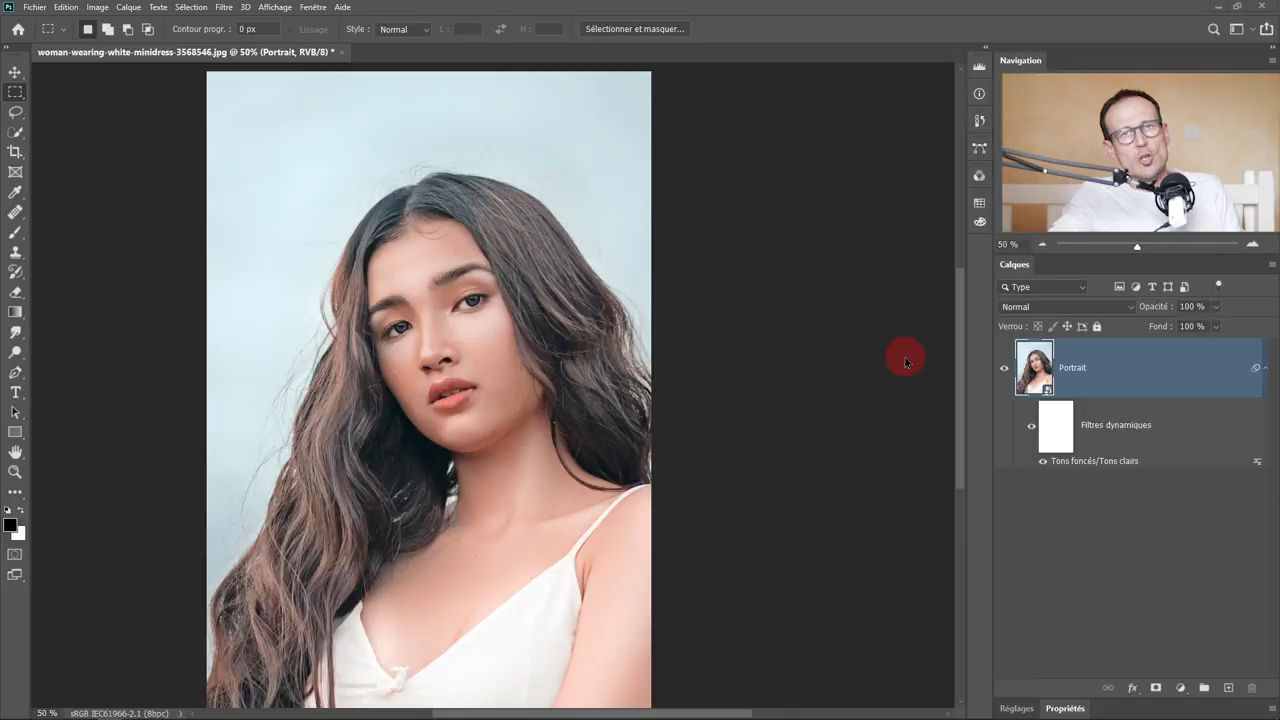 Fichier Edition Image Calque Texte Sélection Filtre 3D Affichage Fenêtre Aide
Contour progr. : 0 px Lissage Style : Normal L : H : Sélectionner et masquer...
woman-wearing-white-minidress-3568546.jpg @ 50% (Portrait, RVB/8) *
Navigation
50 %
Calques
Type
Normal Opacité : 100 %
Verrou : Fond : 100 %
Portrait
Filtres dynamiques
Tons foncés/Tons clairs
Réglages Propriétés
50 % sRGB IEC61966-2.1 (8bpc)